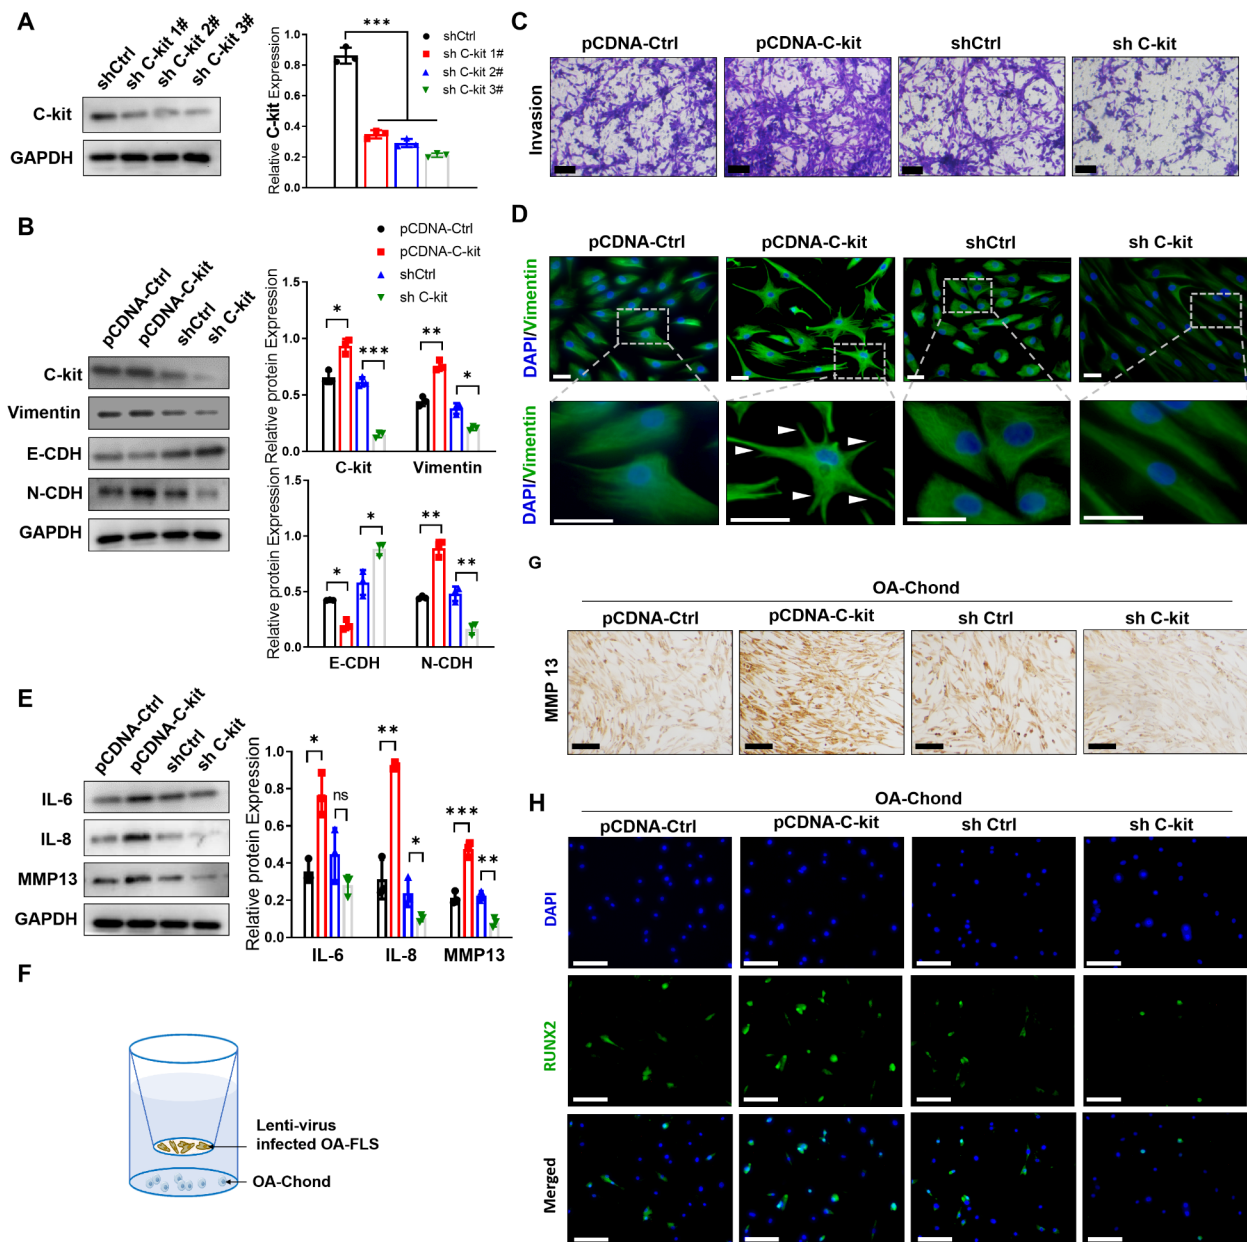 A
shCtrl
sh C-kit 1#
sh C-kit 2#
sh C-kit 3#
C-kit
GAPDH
Relative C-kit Expression
1.0
0.8
0.6
0.4
0.2
0.0
***
shCtrl
sh C-kit 1#
sh C-kit 2#
sh C-kit 3#
B
pCDNA-Ctrl
pCDNA-C-kit
shCtrl
sh C-kit
C-kit
Vimentin
E-CDH
N-CDH
GAPDH
pCDNA-Ctrl
pCDNA-C-kit
shCtrl
sh C-kit
Relative protein Expression
1.5
1.0
0.5
0.0
*
***
**
*
C-kit
Vimentin
Relative protein Expression
1.5
1.0
0.5
0.0
*
*
**
**
E-CDH
N-CDH
C
pCDNA-Ctrl
pCDNA-C-kit
shCtrl
sh C-kit
Invasion
D
pCDNA-Ctrl
pCDNA-C-kit
shCtrl
sh C-kit
DAPI/Vimentin
DAPI/Vimentin
E
pCDNA-Ctrl
pCDNA-C-kit
shCtrl
sh C-kit
IL-6
IL-8
MMP13
GAPDH
Relative protein Expression
1.0
0.8
0.6
0.4
0.2
0.0
*
ns
**
*
***
**
IL-6
IL-8
MMP13
F
Lenti-virus
infected OA-FLS
OA-Chond
G
OA-Chond
pCDNA-Ctrl
pCDNA-C-kit
sh Ctrl
sh C-kit
MMP 13
H
OA-Chond
pCDNA-Ctrl
pCDNA-C-kit
sh Ctrl
sh C-kit
DAPI
RUNX2
Merged